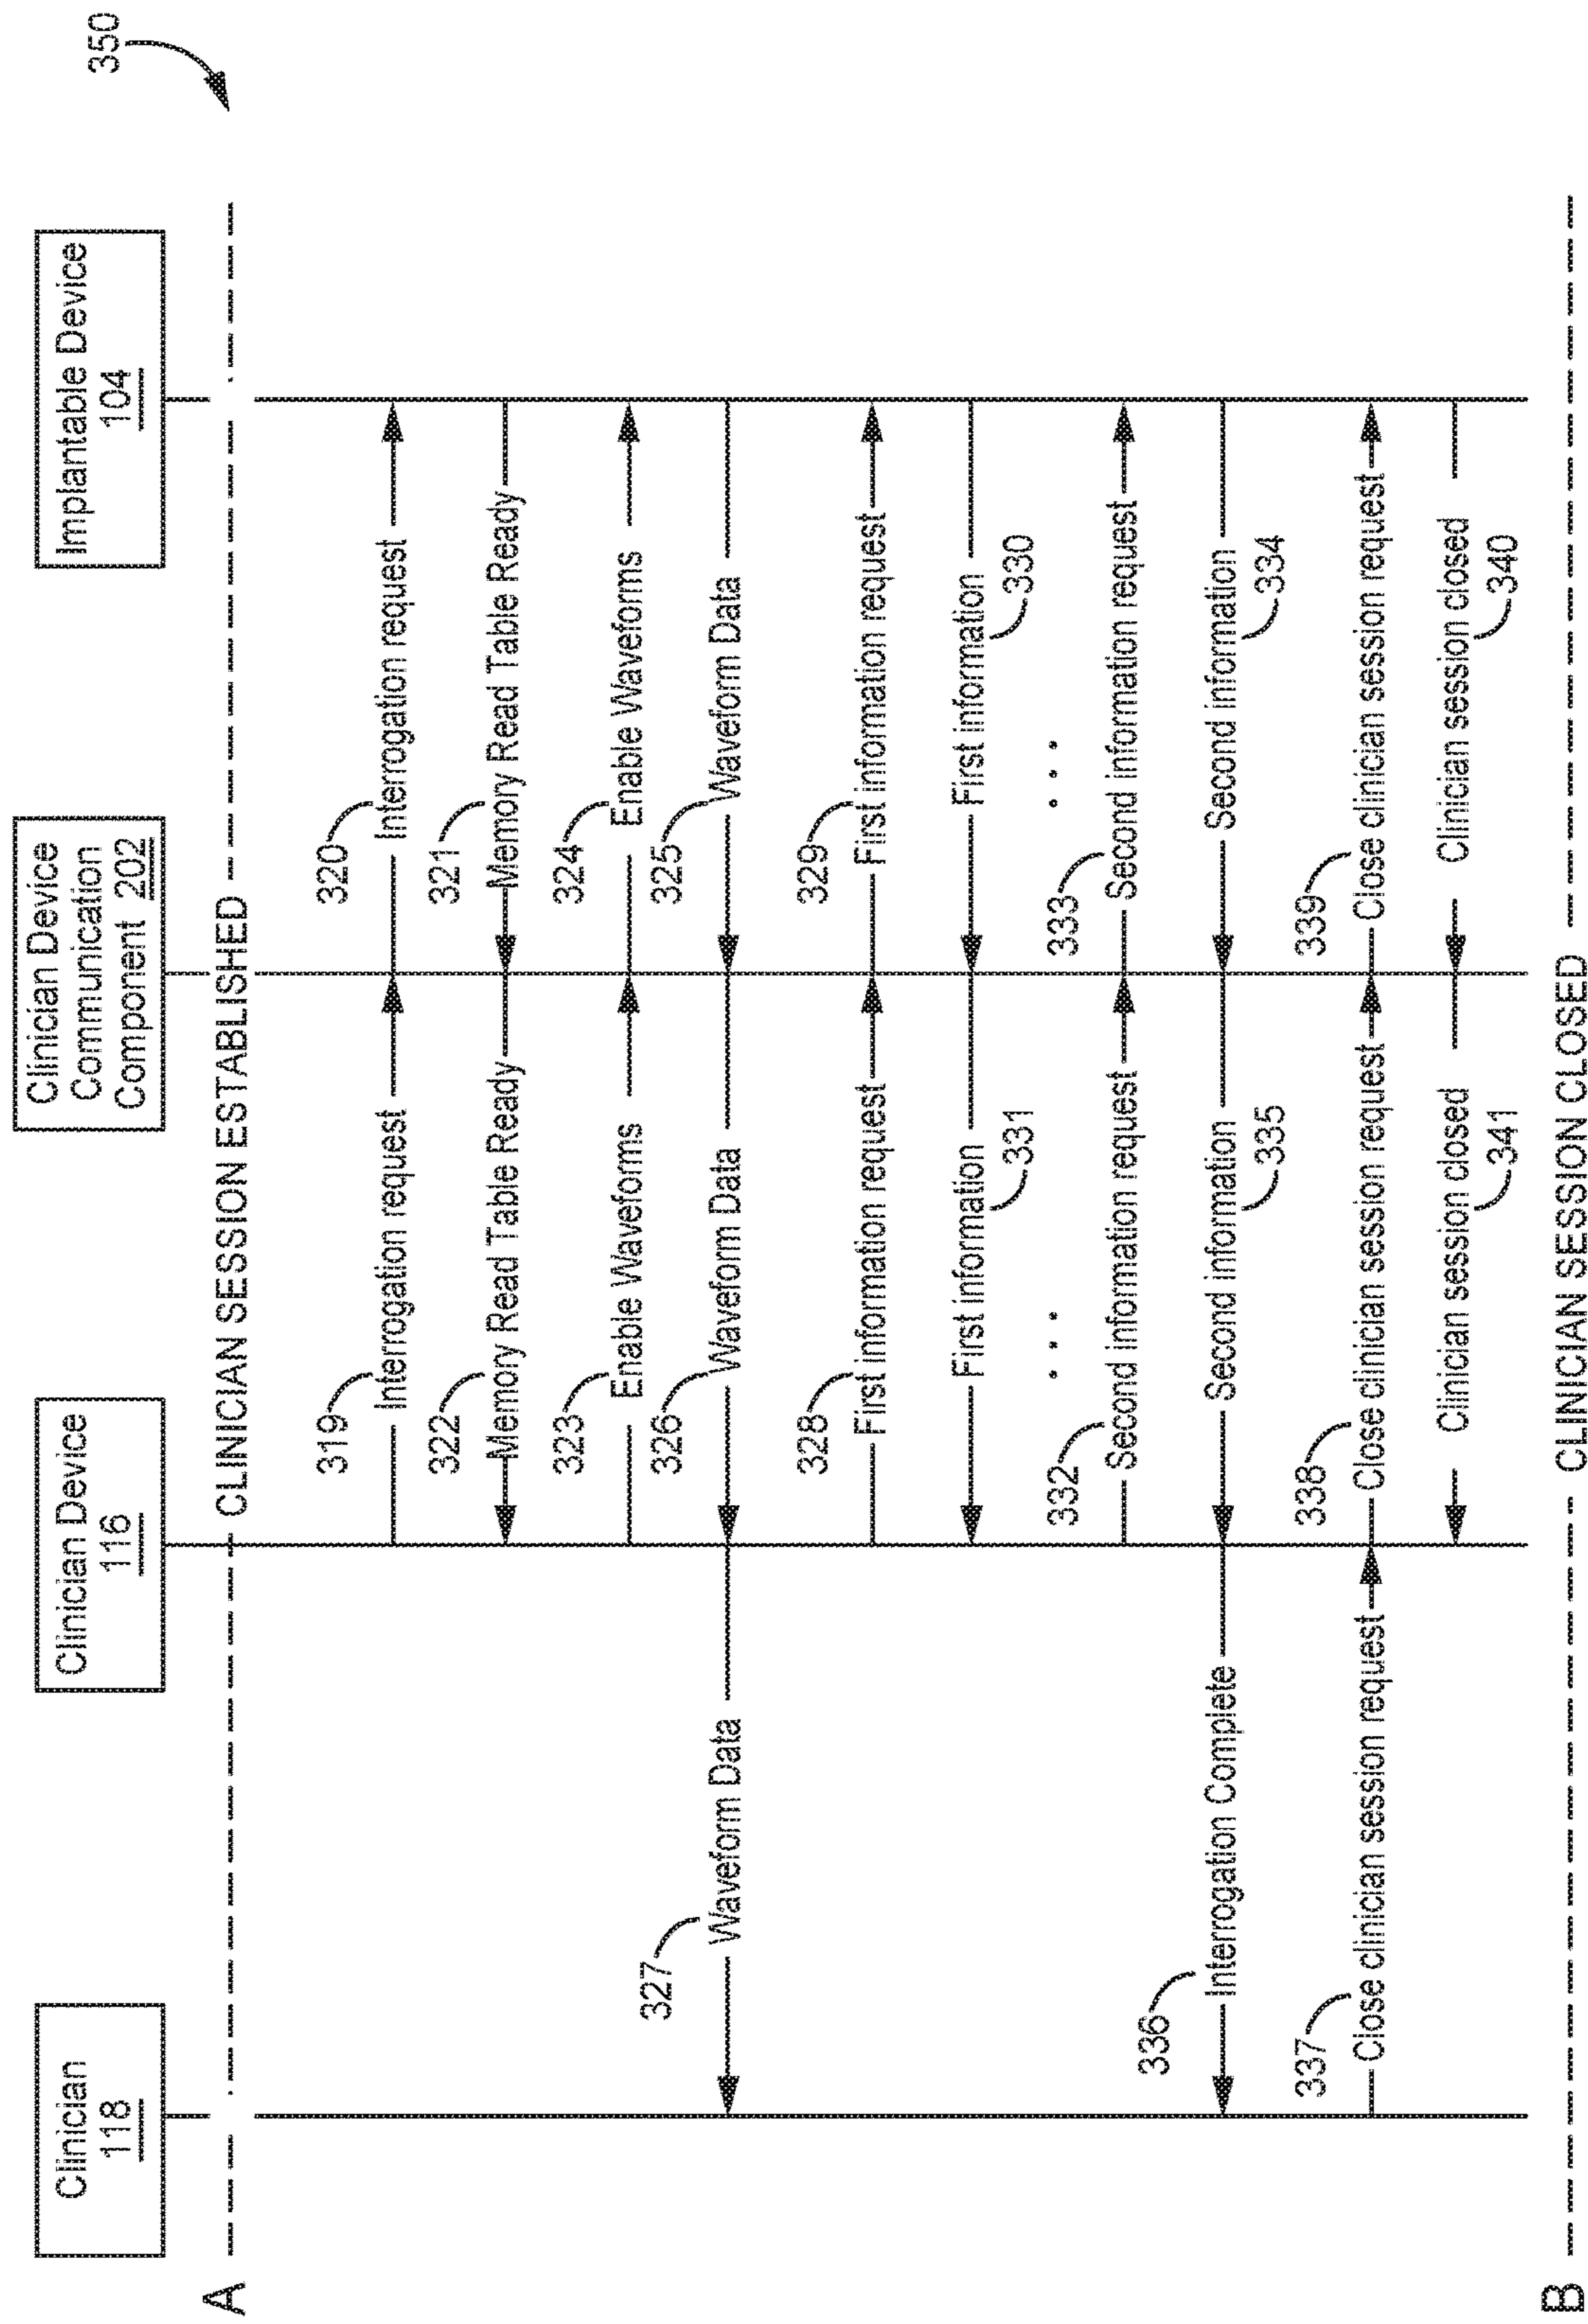 350
Clinician
118
Clinician Device
116
Clinician Device
Communication
Component 202
Implantable Device
104
A
CLINICIAN SESSION ESTABLISHED
319
Interrogation request
320
Interrogation request
322
Memory Read Table Ready
321
Memory Read Table Ready
323
Enable Waveforms
324
Enable Waveforms
327
Waveform Data
326
Waveform Data
325
Waveform Data
328
First information request
329
First information request
First information
331
First information
330
. . .
. . .
332
Second information request
333
Second information request
336
Interrogation Complete
Second information
335
Second information
334
337
Close clinician session request
338
Close clinician session request
339
Close clinician session request
Clinician session closed
341
Clinician session closed
340
B
CLINICIAN SESSION CLOSED